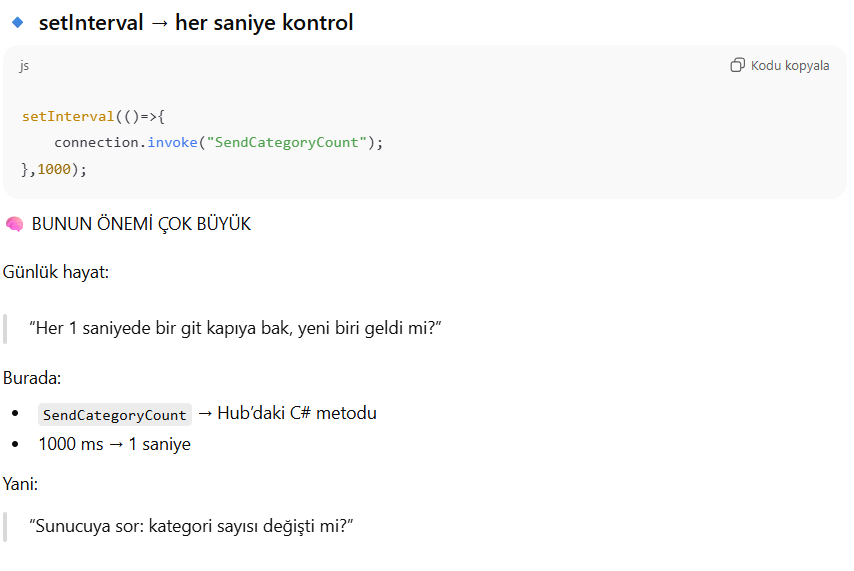 🔹 setInterval → her saniye kontrol
js
Kodu kopyala
setInterval(()=>{
    connection.invoke("SendCategoryCount");
},1000);
🧠 BUNUN ÖNEMİ ÇOK BÜYÜK
Günlük hayat:
“Her 1 saniyede bir git kapıya bak, yeni biri geldi mi?”
Burada:
• SendCategoryCount → Hub’daki C# metodu
• 1000 ms → 1 saniye
Yani:
“Sunucuya sor: kategori sayısı değişti mi?”